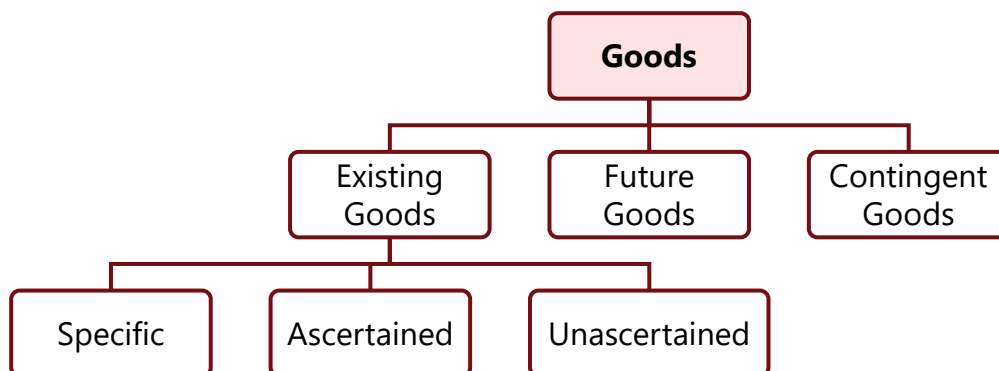 Goods
Existing
Goods
Future
Goods
Contingent
Goods
Specific
Ascertained
Unascertained